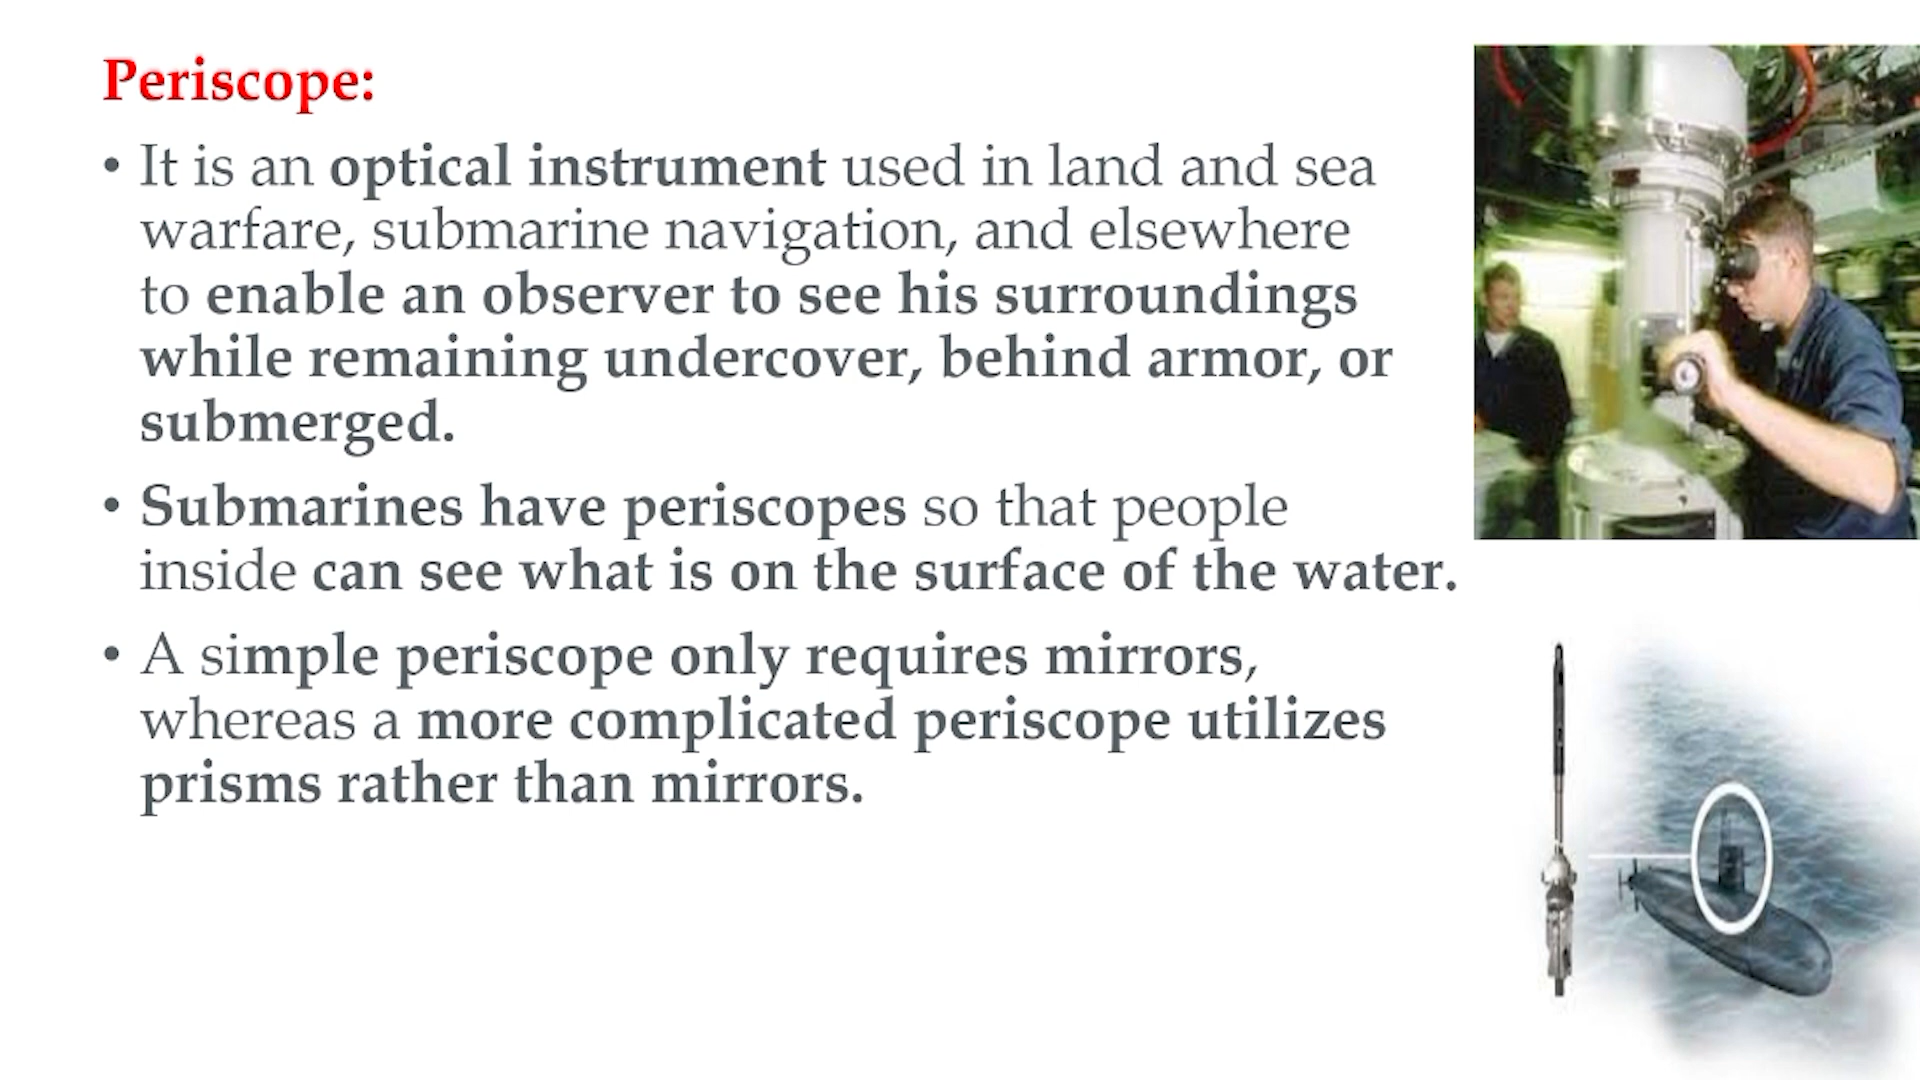 Periscope:
• It is an optical instrument used in land and sea
warfare, submarine navigation, and elsewhere
to enable an observer to see his surroundings
while remaining undercover, behind armor, or
submerged.
• Submarines have periscopes so that people
inside can see what is on the surface of the water.
• A simple periscope only requires mirrors,
whereas a more complicated periscope utilizes
prisms rather than mirrors.